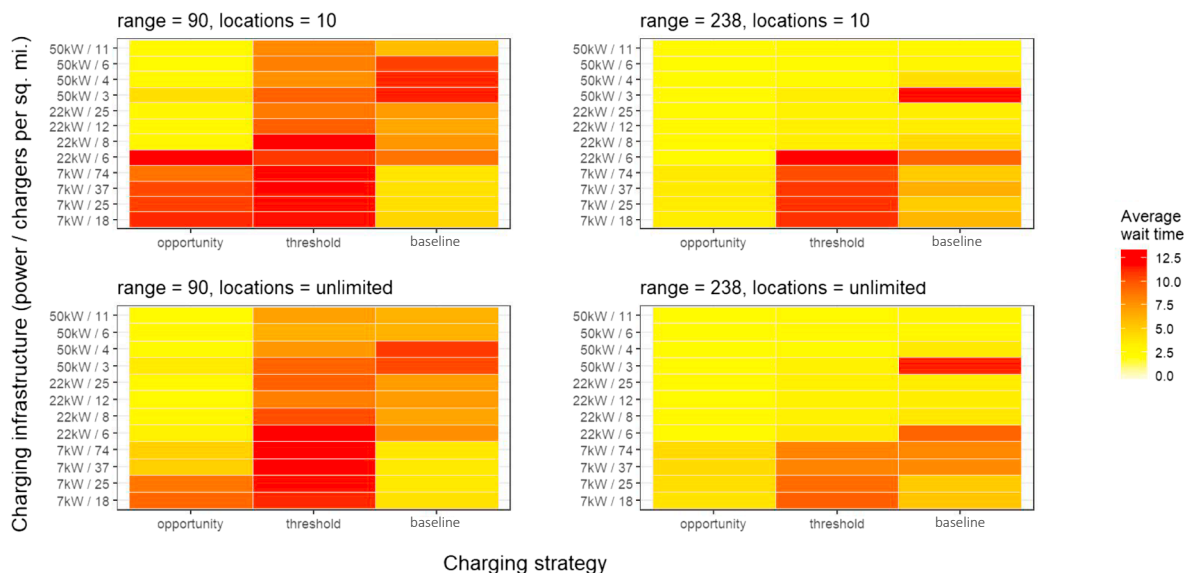 range = 90, locations = 10
50kW / 11
50kW / 6
50kW / 4
50kW / 3
22kW / 25
22kW / 12
22kW / 8
22kW / 6
7kW / 74
7kW / 37
7kW / 25
7kW / 18
opportunity threshold baseline
range = 238, locations = 10
50kW / 11
50kW / 6
50kW / 4
50kW / 3
22kW / 25
22kW / 12
22kW / 8
22kW / 6
7kW / 74
7kW / 37
7kW / 25
7kW / 18
opportunity threshold baseline
range = 90, locations = unlimited
50kW / 11
50kW / 6
50kW / 4
50kW / 3
22kW / 25
22kW / 12
22kW / 8
22kW / 6
7kW / 74
7kW / 37
7kW / 25
7kW / 18
opportunity threshold baseline
range = 238, locations = unlimited
50kW / 11
50kW / 6
50kW / 4
50kW / 3
22kW / 25
22kW / 12
22kW / 8
22kW / 6
7kW / 74
7kW / 37
7kW / 25
7kW / 18
opportunity threshold baseline
Charging infrastructure (power / chargers per sq. mi.)
Charging strategy
Average
wait time
12.5
10.0
7.5
5.0
2.5
0.0